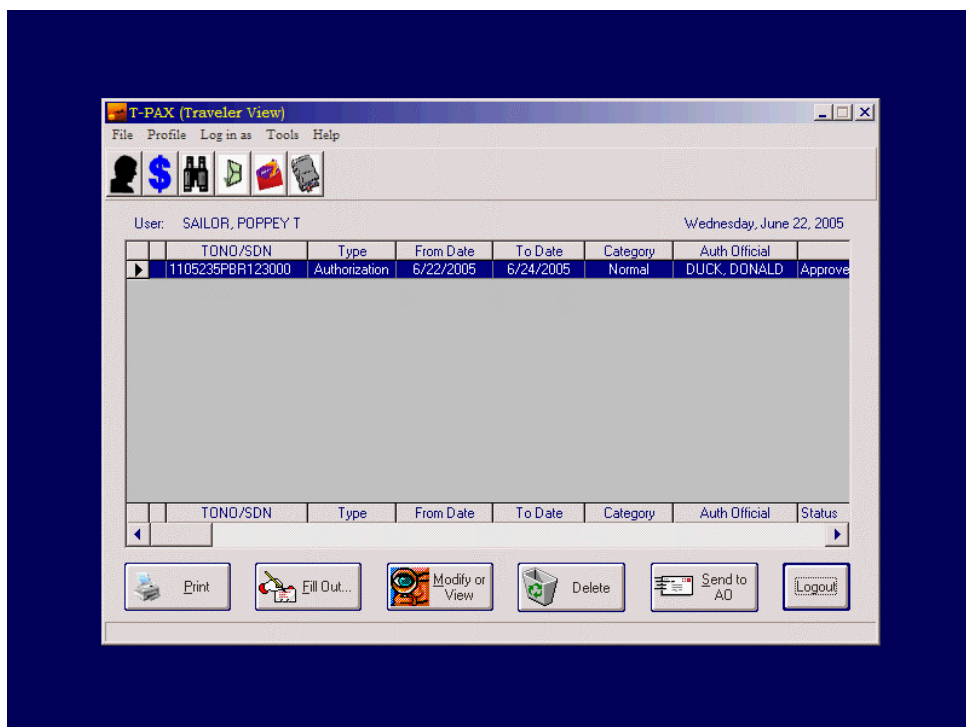 T-PAX (Traveler View)
File Profile Log in as Tools Help
User: SAILOR, POPPEY T Wednesday, June 22, 2005
TONO/SDN Type From Date To Date Category Auth Official
1105235PBR123000 Authorization 6/22/2005 6/24/2005 Normal DUCK, DONALD Approve
TONO/SDN Type From Date To Date Category Auth Official Status
Print Fill Out... Modify or View Delete Send to AO Logout